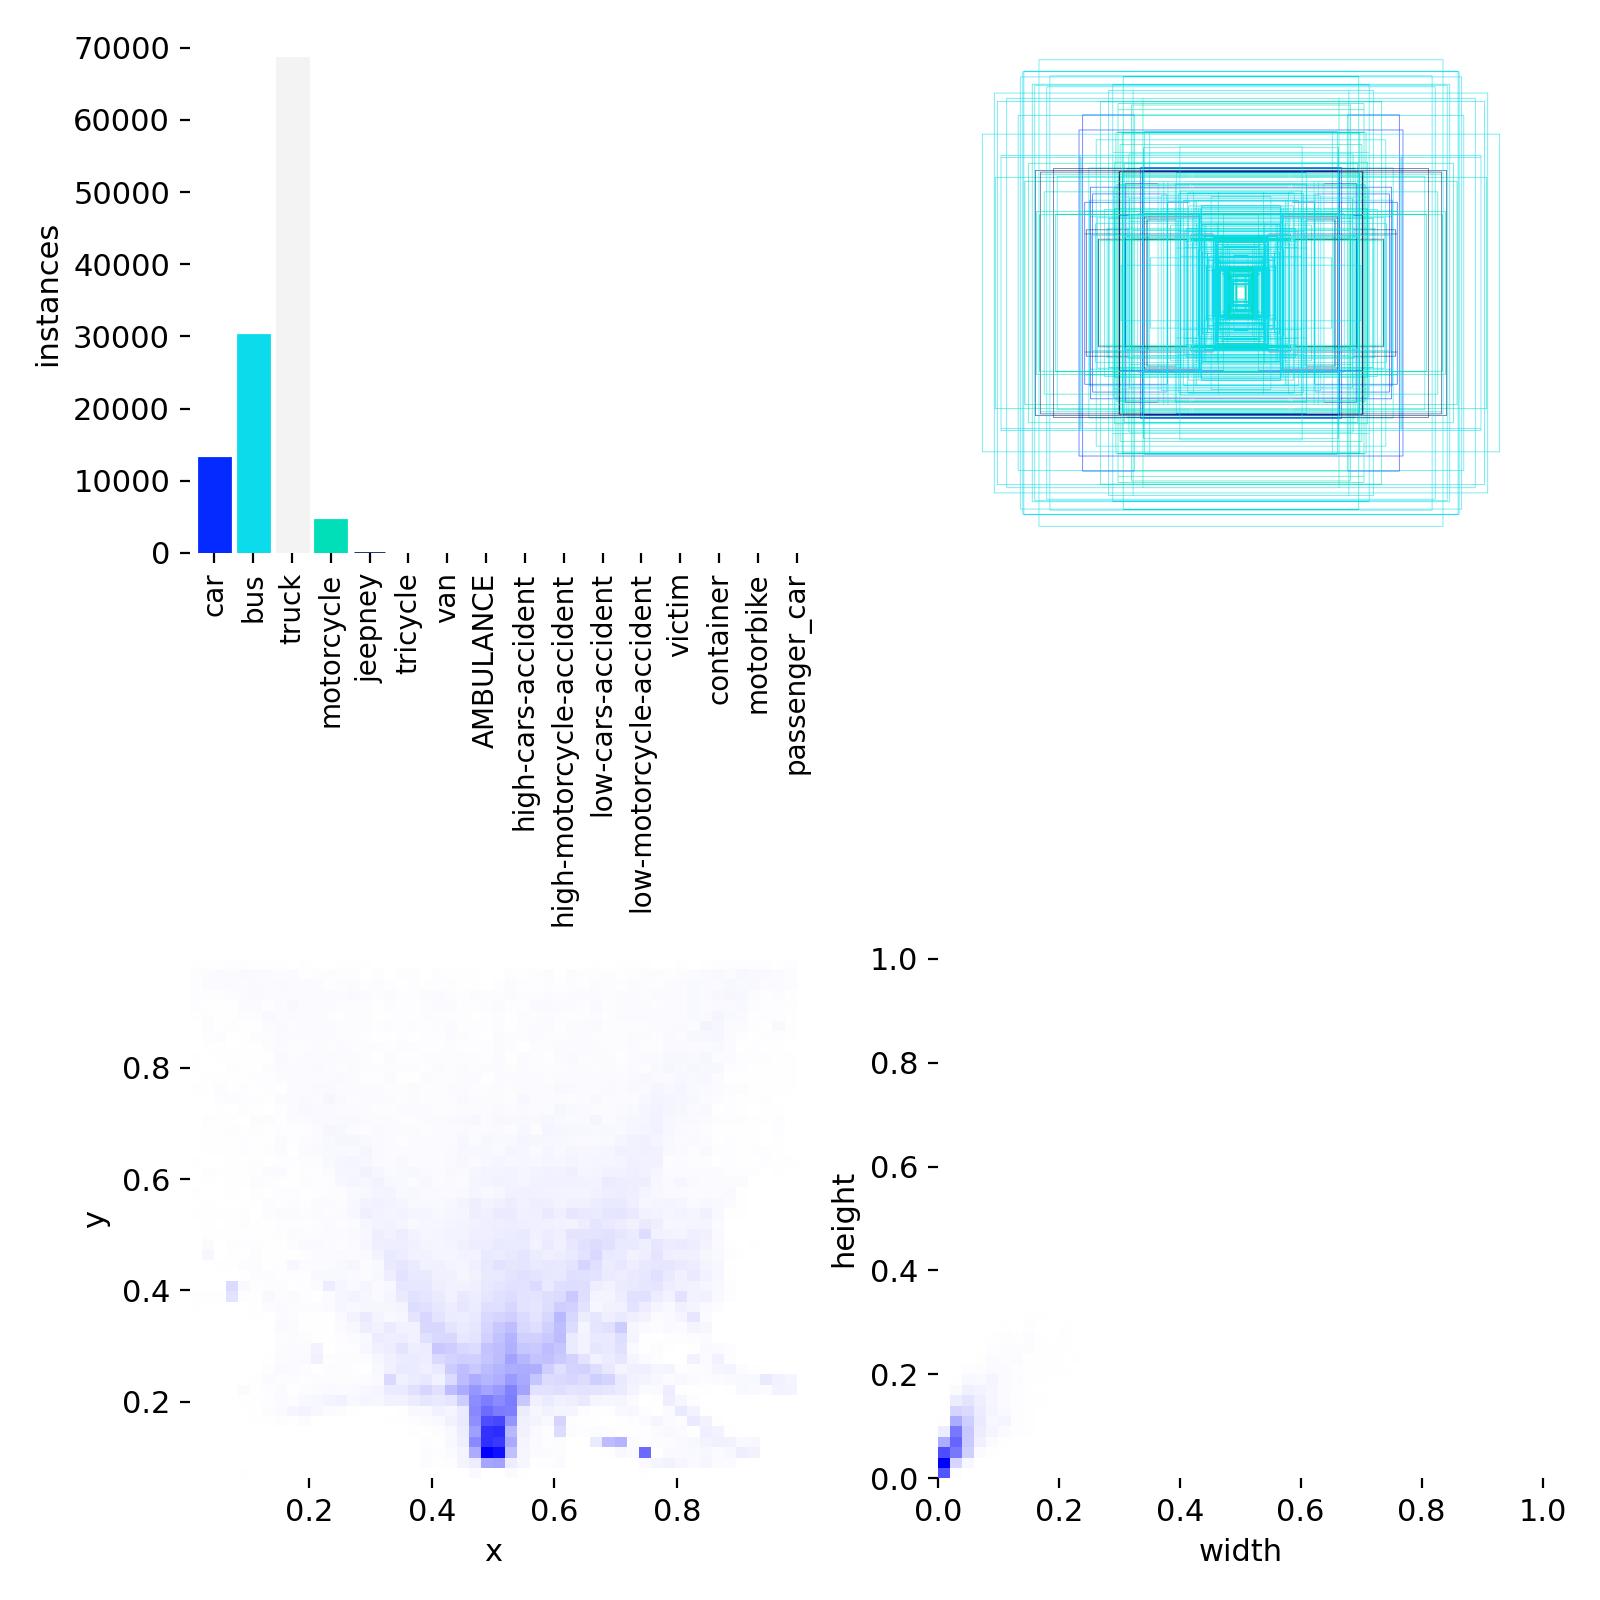 70000
60000
50000
40000
30000
20000
10000
0
instances
car
bus
truck
motorcycle
jeepney
tricycle
van
AMBULANCE
high-cars-accident
high-motorcycle-accident
low-cars-accident
low-motorcycle-accident
victim
container
motorbike
passenger_car
0.8
0.6
0.4
0.2
y
0.2 0.4 0.6 0.8
x
1.0
0.8
0.6
0.4
0.2
0.0
height
0.0 0.2 0.4 0.6 0.8 1.0
width